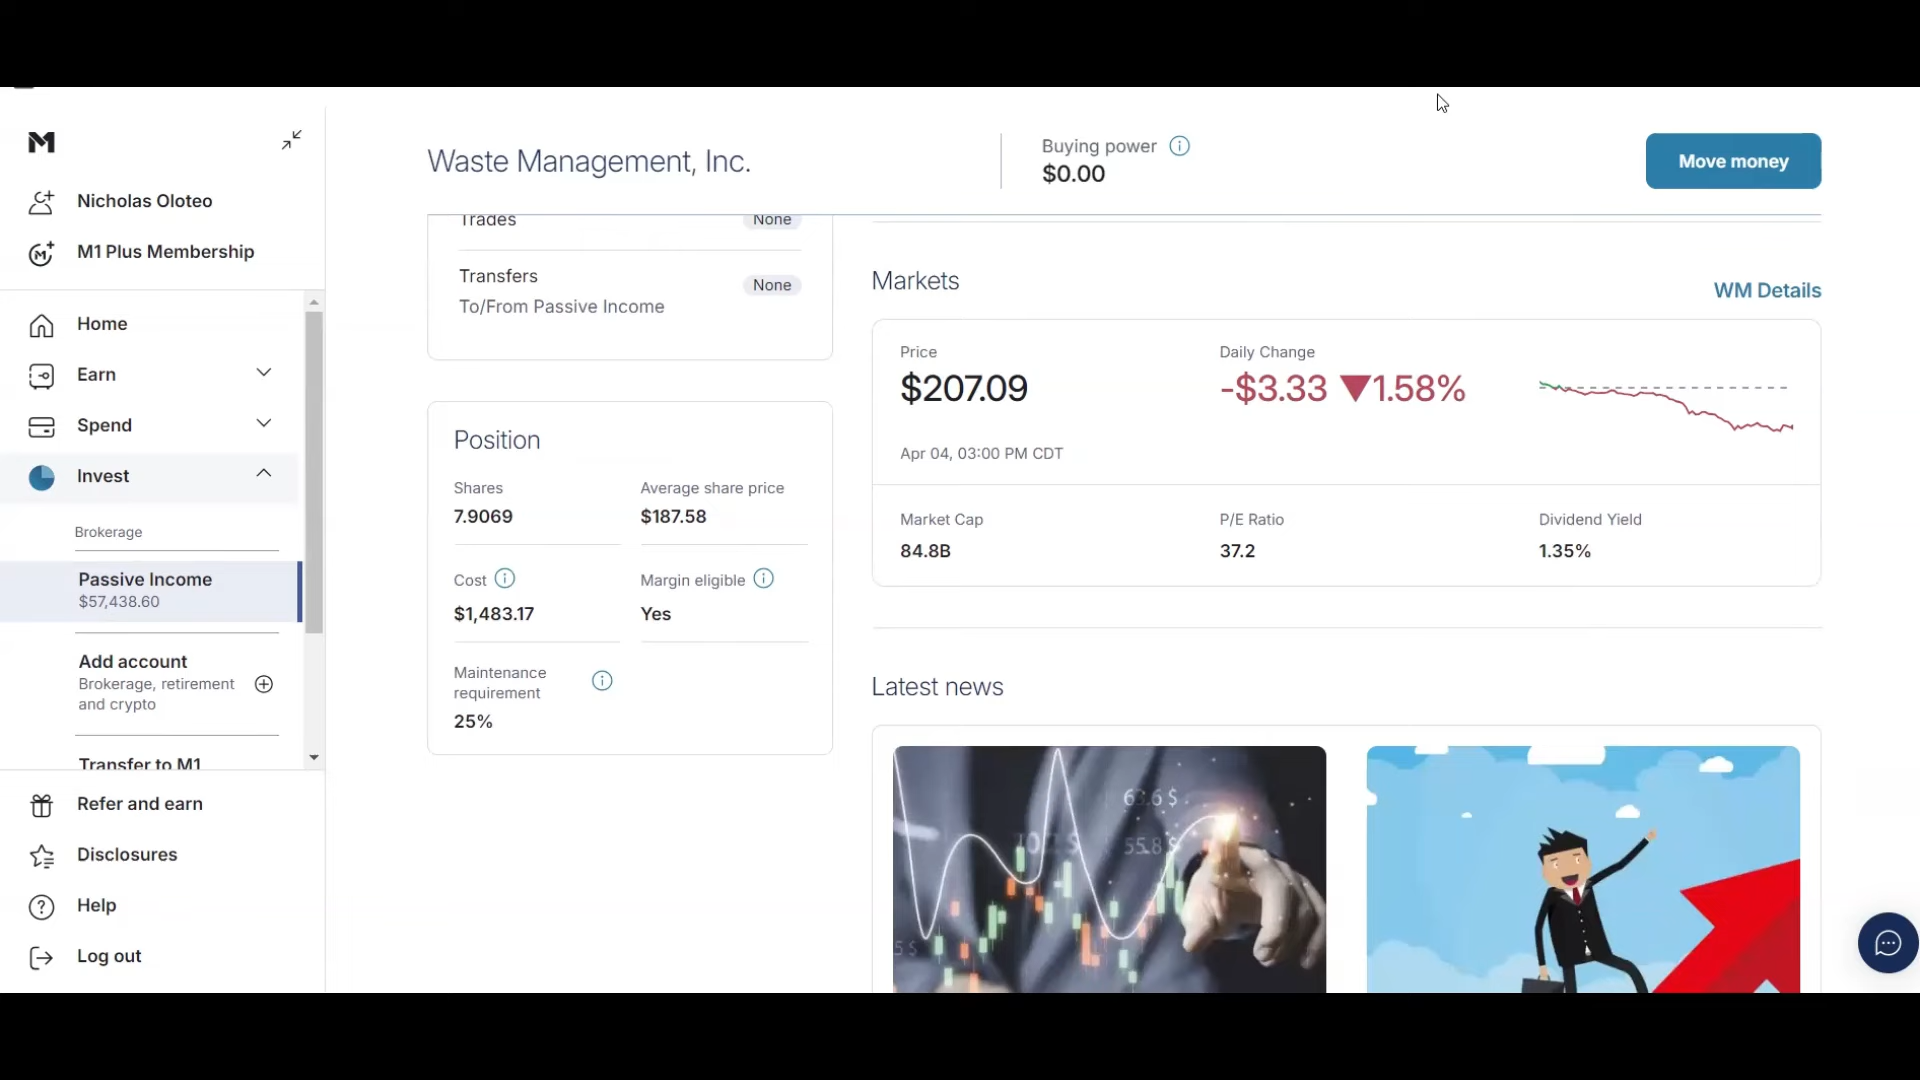 Nicholas Oloteo
M1 Plus Membership
Home
Earn
Spend
Invest
Brokerage
Passive Income
$57,438.60
Add account
Brokerage, retirement
and crypto
Transfer to M1
Refer and earn
Disclosures
Help
Log out
Waste Management, Inc.
Buying power
$0.00
Move money
Trades
None
Transfers
None
To/From Passive Income
Position
Shares
Average share price
7.9069
$187.58
Cost
Margin eligible
$1,483.17
Yes
Maintenance
requirement
25%
Markets
WM Details
Price
Daily Change
$207.09
-$3.33 ▼1.58%
Apr 04, 03:00 PM CDT
Market Cap
P/E Ratio
Dividend Yield
84.8B
37.2
1.35%
Latest news
63.6 $
55.8 $